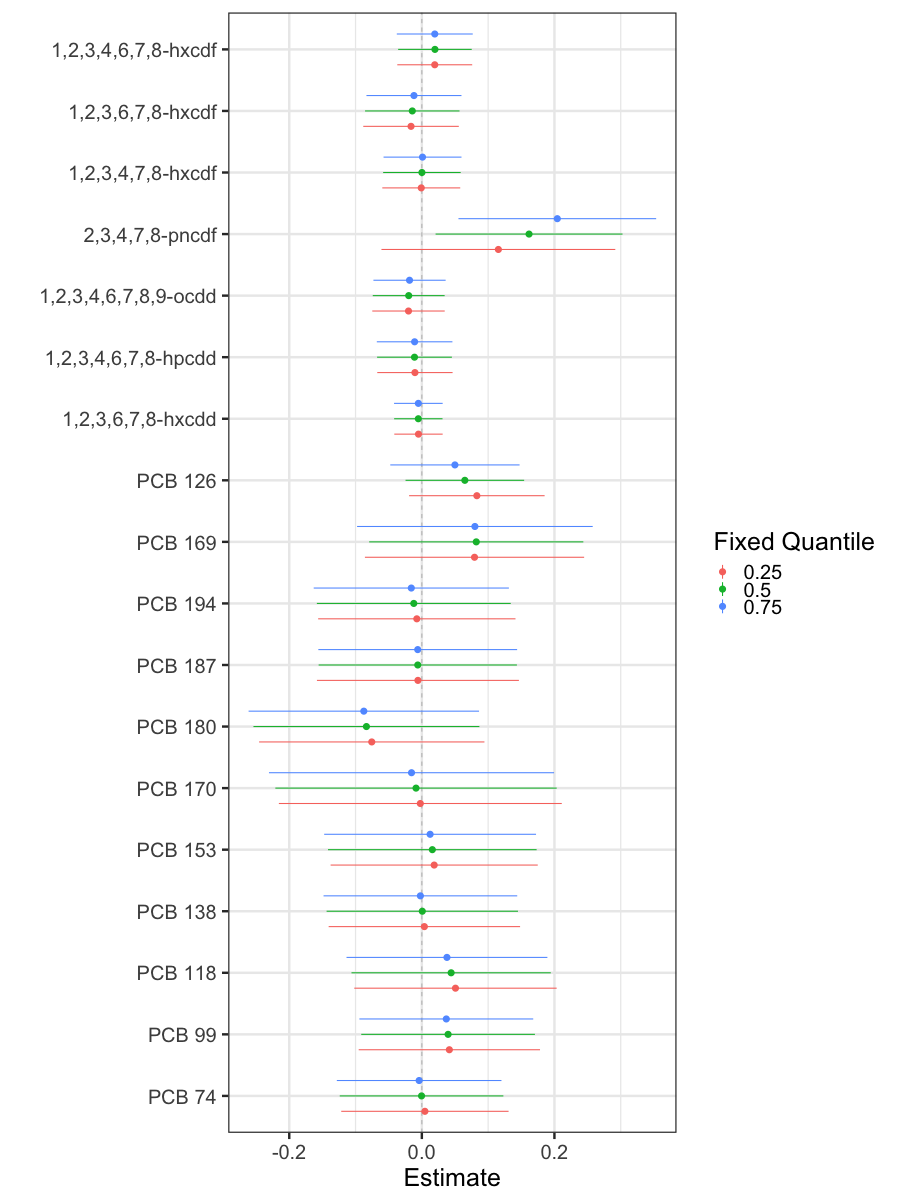 1,2,3,4,6,7,8-hxcdf
1,2,3,6,7,8-hxcdf
1,2,3,4,7,8-hxcdf
2,3,4,7,8-pncdf
1,2,3,4,6,7,8,9-ocdd
1,2,3,4,6,7,8-hpcdd
1,2,3,6,7,8-hxcdd
PCB 126
PCB 169
PCB 194
PCB 187
PCB 180
PCB 170
PCB 153
PCB 138
PCB 118
PCB 99
PCB 74
-0.2 0.0 0.2
Estimate
Fixed Quantile
0.25
0.5
0.75